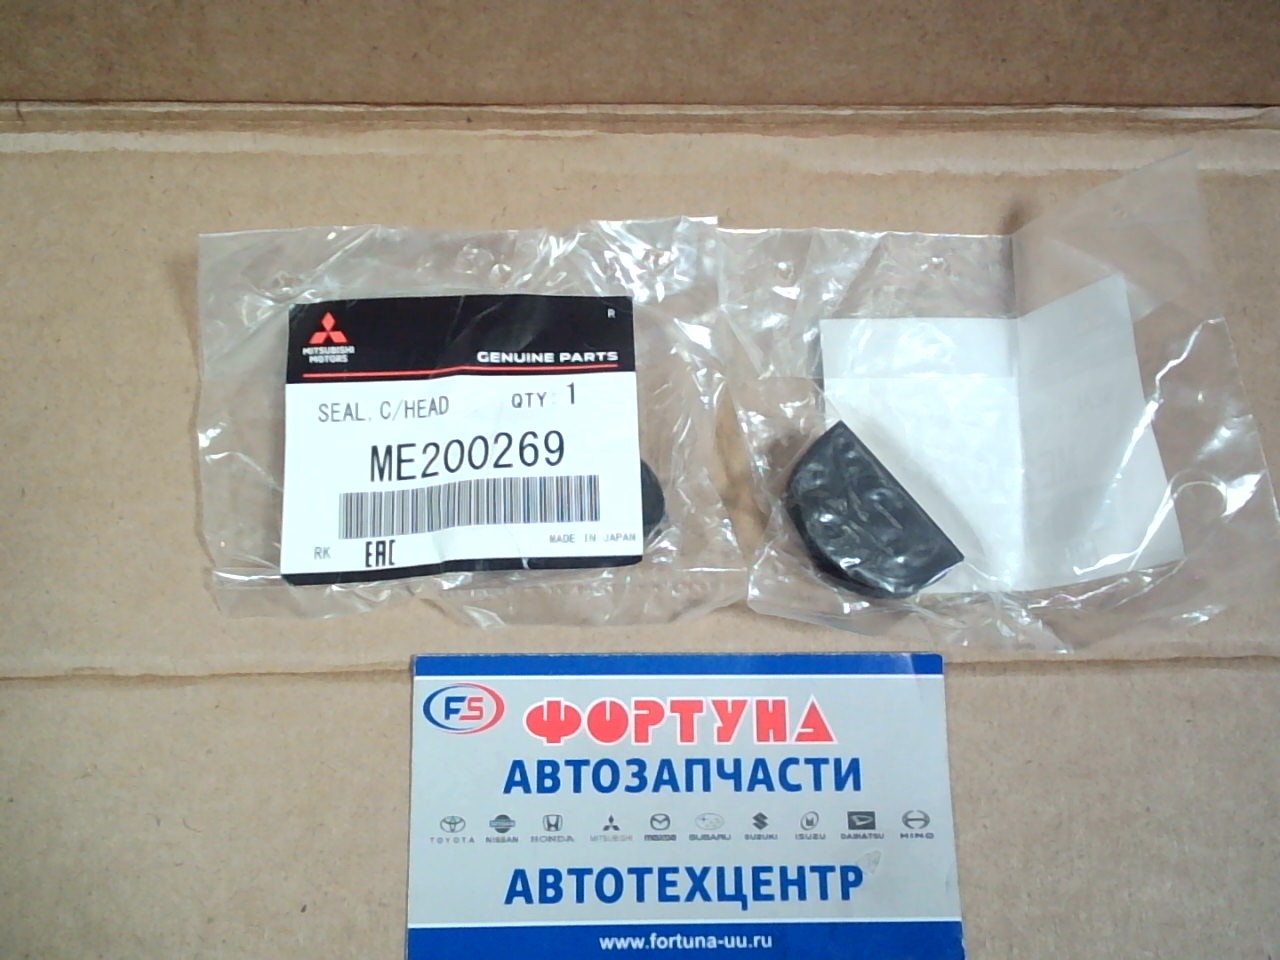 R
MITSUBISHI
MOTORS
GENUINE PARTS
SEAL, C/HEAD QTY: 1
ME200269
MADE IN JAPAN
RK EAC
FS ФОРТУНА
АВТОЗАПЧАСТИ
TOYOTA NISSAN HONDA MITSUBISHI mazda SUBARU SUZUKI ISUZU DAIHATSU HINO
АВТОТЕХЦЕНТР
www.fortuna-uu.ru